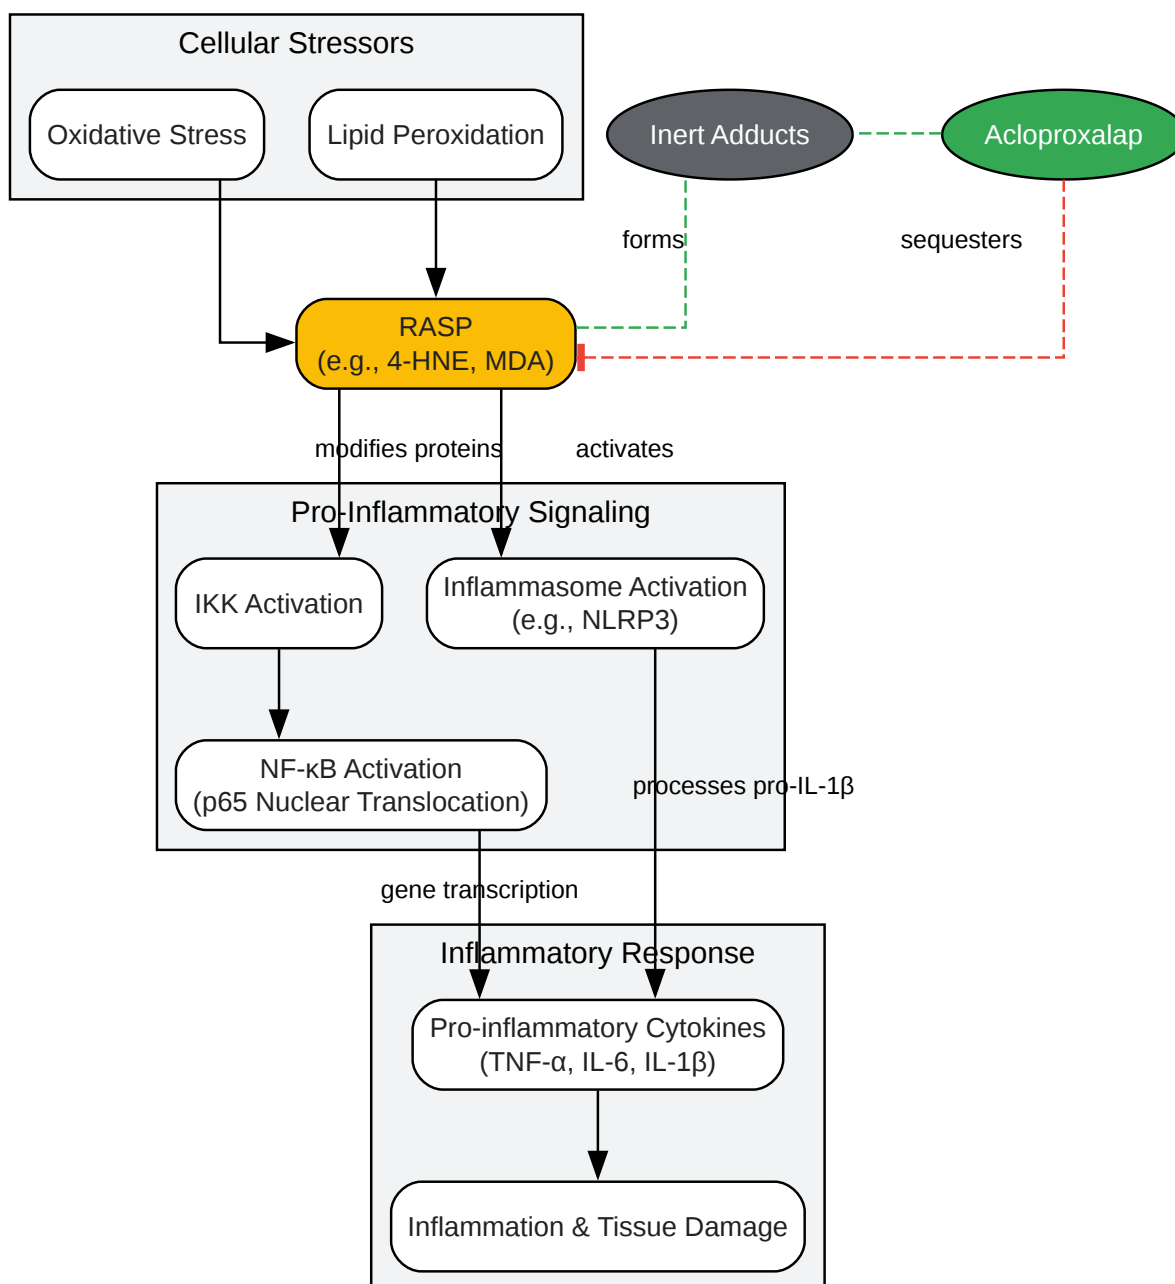 Cellular Stressors
Oxidative Stress
Lipid Peroxidation
Inert Adducts
Acloproxalap
forms
sequesters
RASP
(e.g., 4-HNE, MDA)
modifies proteins
activates
Pro-Inflammatory Signaling
IKK Activation
Inflammasome Activation
(e.g., NLRP3)
NF-κB Activation
(p65 Nuclear Translocation)
processes pro-IL-1β
gene transcription
Inflammatory Response
Pro-inflammatory Cytokines
(TNF-α, IL-6, IL-1β)
Inflammation & Tissue Damage